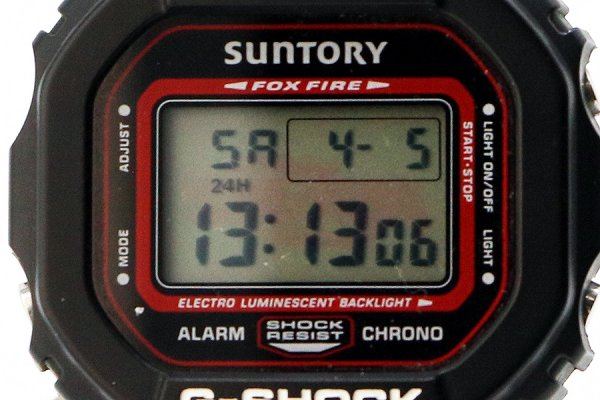 SUNTORY
FOX FIRE
ADJUST
LIGHT ON/OFF
START·STOP
SA 4- 5
24H
13:13 06
MODE
LIGHT
ELECTRO LUMINESCENT BACKLIGHT
ALARM SHOCK RESIST CHRONO
G-SHOCK